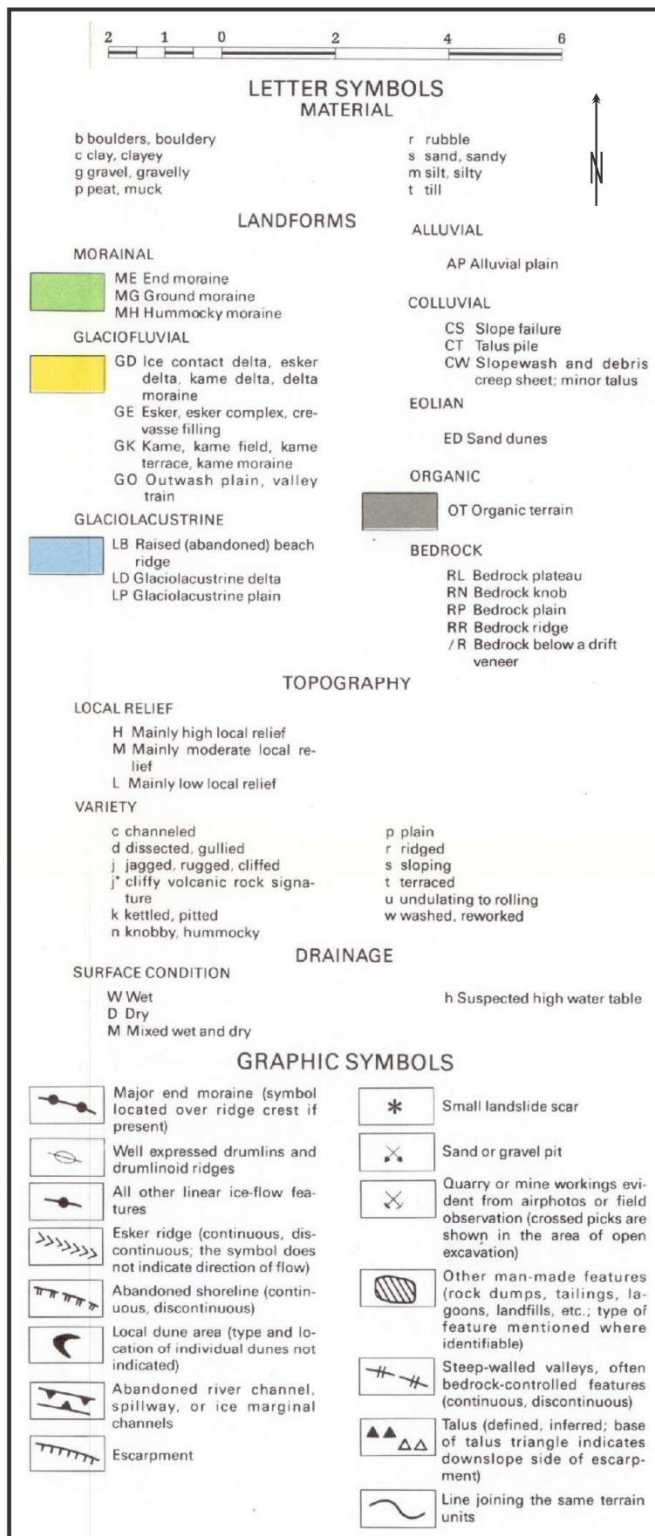 2 1 0 2 4 6
LETTER SYMBOLS
MATERIAL
b boulders, bouldery
c clay, clayey
g gravel, gravelly
p peat, muck
r rubble
s sand, sandy
m silt, silty
t till
N
LANDFORMS
MORAINAL
ME End moraine
MG Ground moraine
MH Hummocky moraine
GLACIOFLUVIAL
GD Ice contact delta, esker
delta, kame delta, delta
moraine
GE Esker, esker complex, cre-
vasse filling
GK Kame, kame field, kame
terrace, kame moraine
GO Outwash plain, valley
train
GLACIOLACUSTRINE
LB Raised (abandoned) beach
ridge
LD Glaciolacustrine delta
LP Glaciolacustrine plain
ALLUVIAL
AP Alluvial plain
COLLUVIAL
CS Slope failure
CT Talus pile
CW Slopewash and debris
creep sheet; minor talus
EOLIAN
ED Sand dunes
ORGANIC
OT Organic terrain
BEDROCK
RL Bedrock plateau
RN Bedrock knob
RP Bedrock plain
RR Bedrock ridge
/R Bedrock below a drift
veneer
TOPOGRAPHY
LOCAL RELIEF
H Mainly high local relief
M Mainly moderate local re-
lief
L Mainly low local relief
VARIETY
c channeled
d dissected, gullied
j jagged, rugged, cliffed
j* cliffy volcanic rock signa-
ture
k kettled, pitted
n knobby, hummocky
p plain
r ridged
s sloping
t terraced
u undulating to rolling
w washed, reworked
DRAINAGE
SURFACE CONDITION
W Wet
D Dry
M Mixed wet and dry
h Suspected high water table
GRAPHIC SYMBOLS
Major end moraine (symbol
located over ridge crest if
present)
Well expressed drumlins and
drumlinoid ridges
All other linear ice-flow fea-
tures
Esker ridge (continuous, dis-
continuous; the symbol does
not indicate direction of flow)
Abandoned shoreline (contin-
uous, discontinuous)
Local dune area (type and lo-
cation of individual dunes not
indicated)
Abandoned river channel,
spillway, or ice marginal
channels
Escarpment
Small landslide scar
Sand or gravel pit
Quarry or mine workings evi-
dent from airphotos or field
observation (crossed picks are
shown in the area of open
excavation)
Other man-made features
(rock dumps, tailings, la-
goons, landfills, etc.; type of
feature mentioned where
identifiable)
Steep-walled valleys, often
bedrock-controlled features
(continuous, discontinuous)
Talus (defined, inferred; base
of talus triangle indicates
downslope side of escarp-
ment)
Line joining the same terrain
units